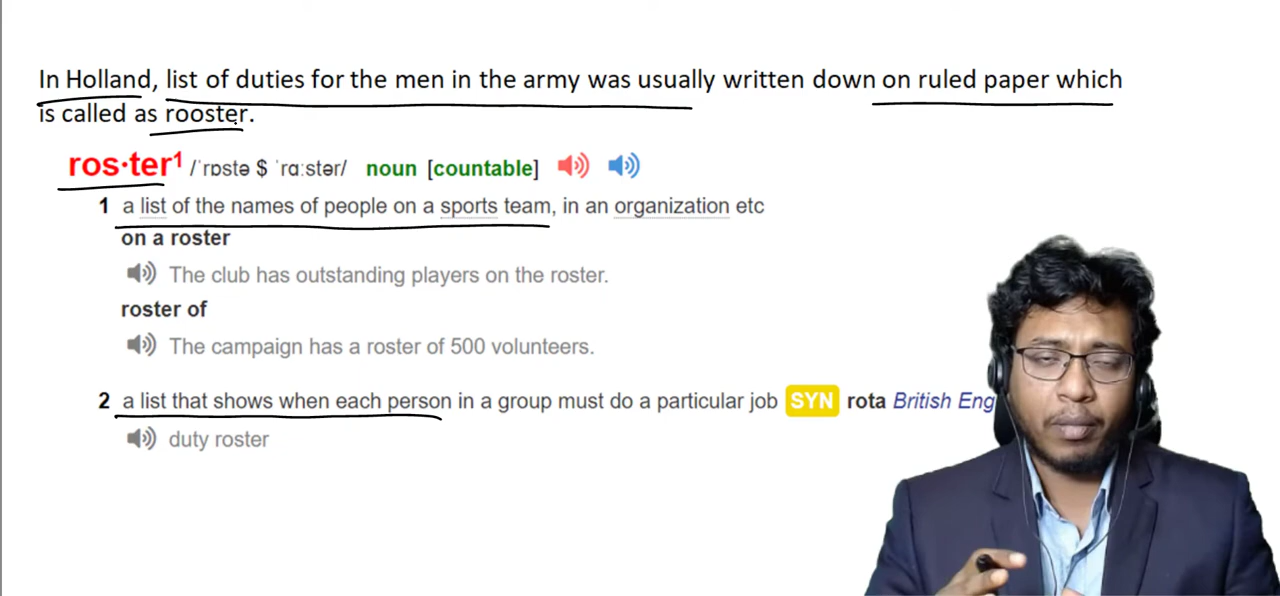 In Holland, list of duties for the men in the army was usually written down on ruled paper which
is called as rooster.
ros·ter¹ /ˈrɒstə $ ˈrɑːstər/ noun [countable]
1 a list of the names of people on a sports team, in an organization etc
on a roster
The club has outstanding players on the roster.
roster of
The campaign has a roster of 500 volunteers.
2 a list that shows when each person in a group must do a particular job SYN rota British Eng
duty roster